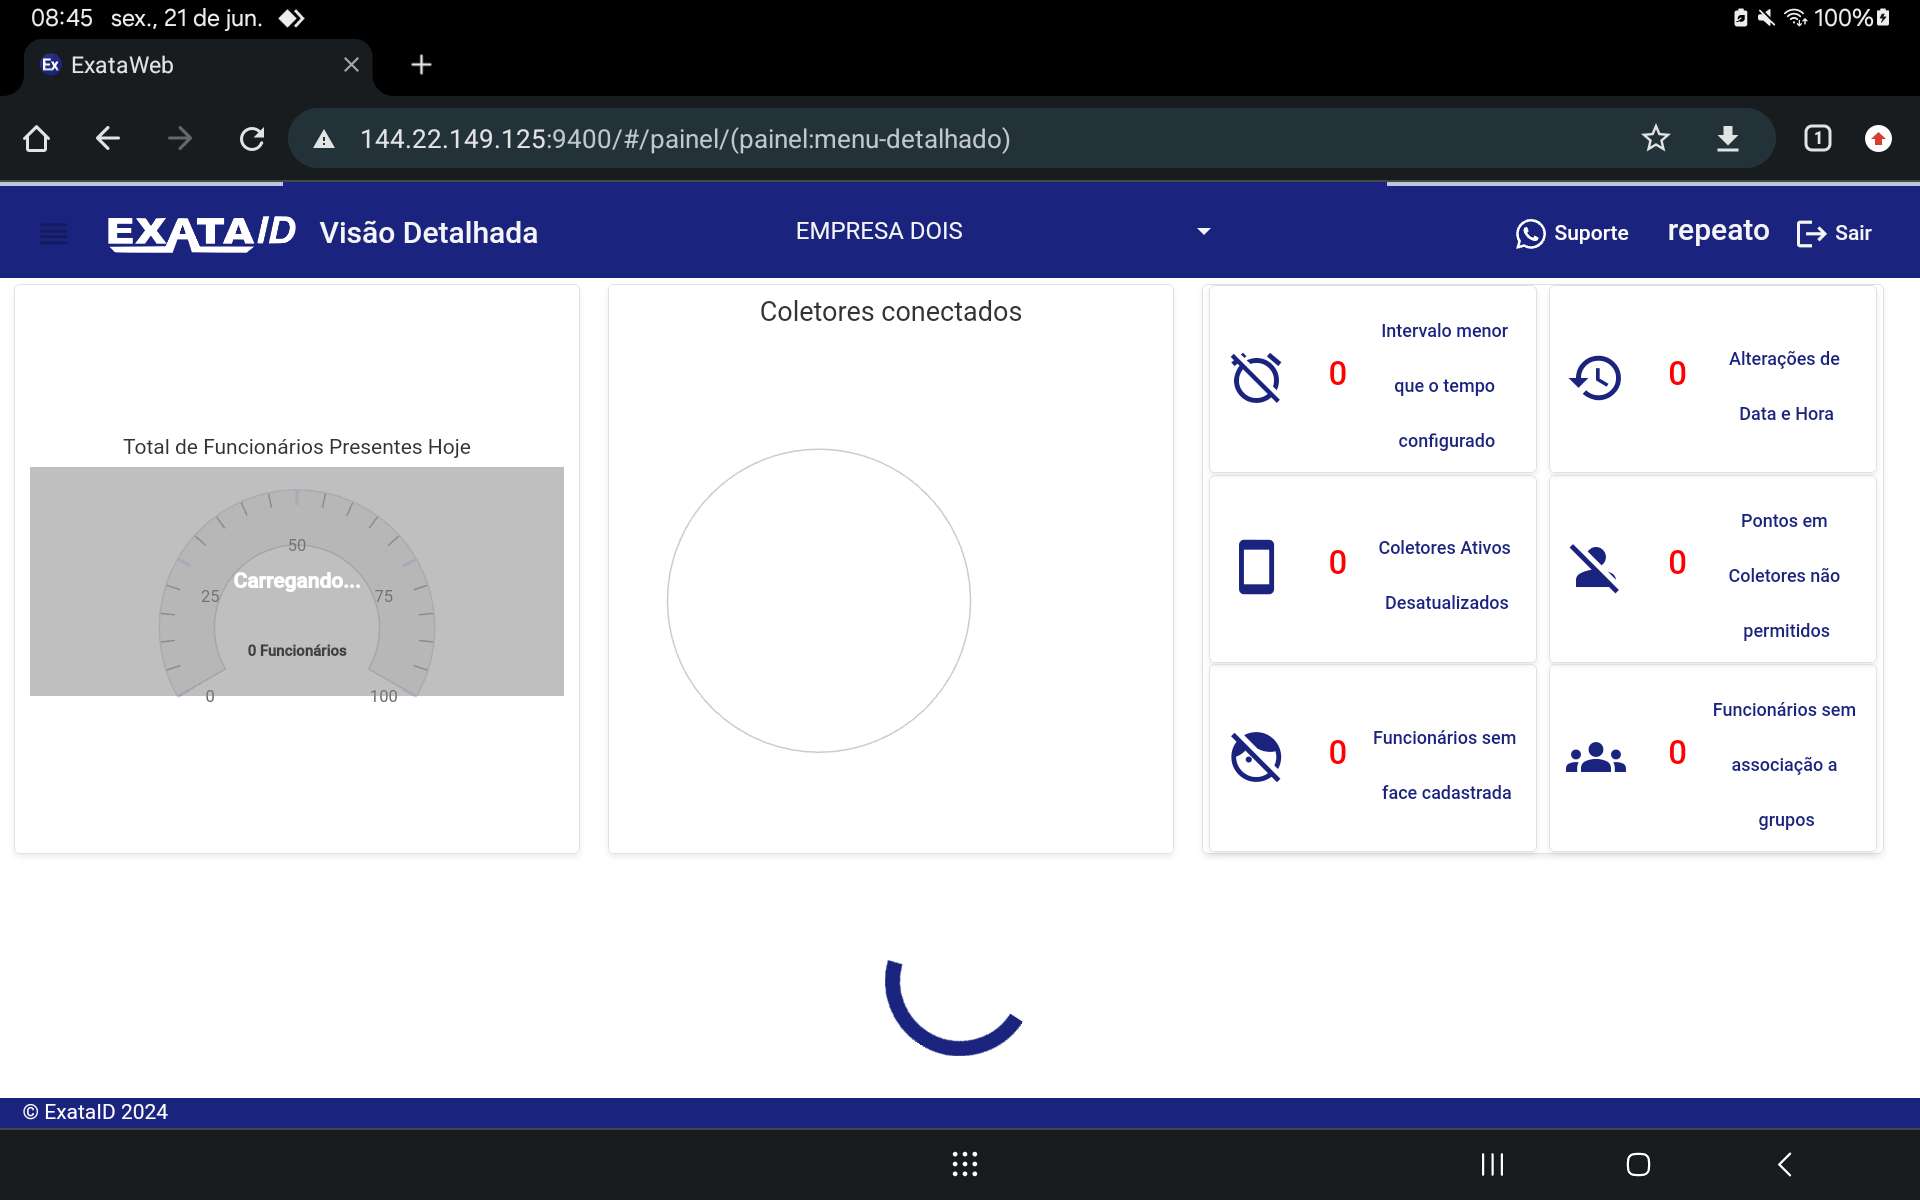 08:45 sex., 21 de jun. 100%
Ex ExataWeb
144.22.149.125:9400/#/painel/(painel:menu-detalhado) 1
EXATAID Visão Detalhada EMPRESA DOIS Suporte repeato Sair
Total de Funcionários Presentes Hoje
50
Carregando...
25 75
0 Funcionários
0 100
Coletores conectados
0 Intervalo menor
que o tempo
configurado
0 Alterações de
Data e Hora
0 Coletores Ativos
Desatualizados
0 Pontos em
Coletores não
permitidos
0 Funcionários sem
face cadastrada
0 Funcionários sem
associação a
grupos
© ExataID 2024